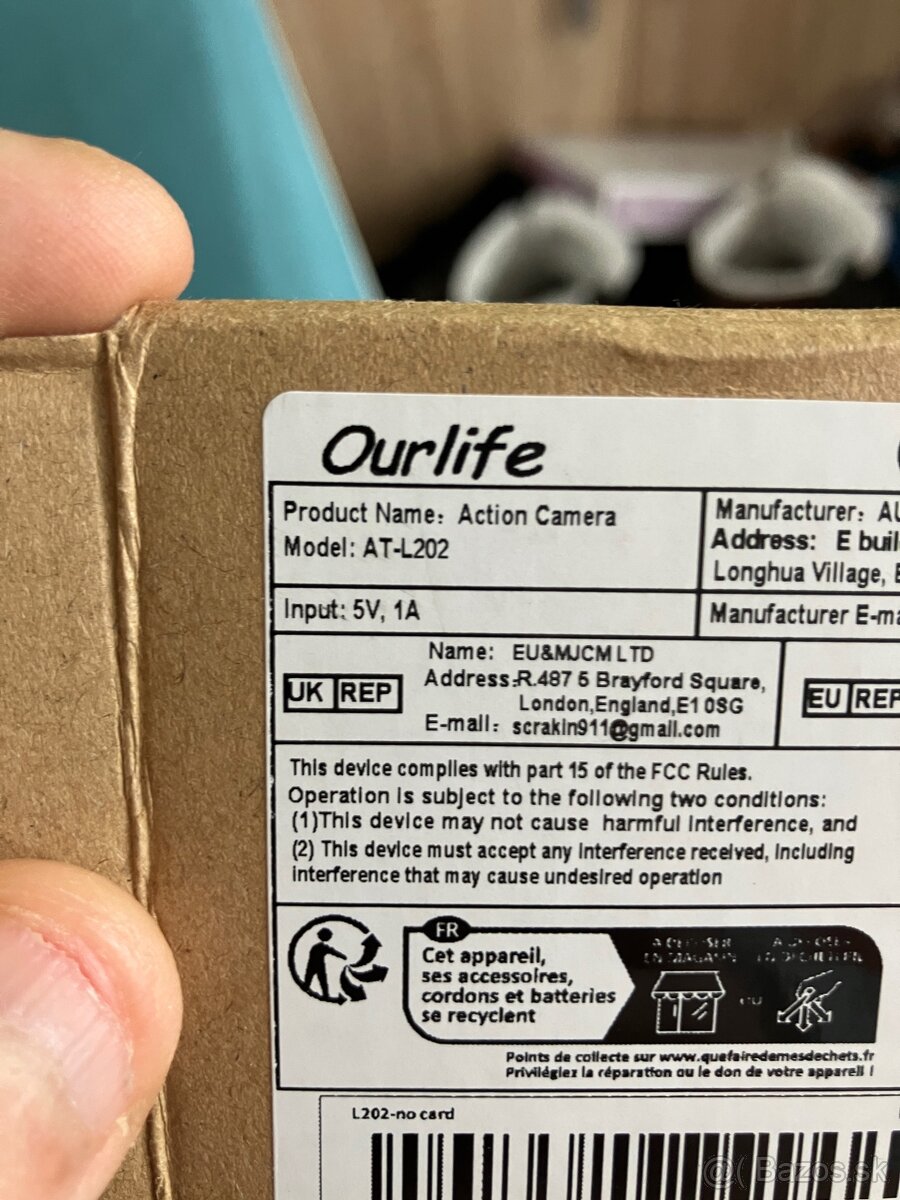 Ourlife
Product Name: Action Camera
Model: AT-L202
Manufacturer: AU
Address: E buil
Longhua Village,
Input: 5V, 1A
Manufacturer E-ma
UK REP
Name: EU&MJCM LTD
Address:R.487 5 Brayford Square,
London,England,E1 0SG
E-mail: scrakin911@gmail.com
EU REP
This device complies with part 15 of the FCC Rules.
Operation is subject to the following two conditions:
(1)This device may not cause harmful interference, and
(2) This device must accept any interference received, including
interference that may cause undesired operation
FR
Cet appareil,
ses accessoires,
cordons et batteries
se recyclent
Points de collecte sur www.quefairedemesdechets.fr
Privilégiez la réparation ou le don de votre appareil !
L202-no card
Bazos.sk